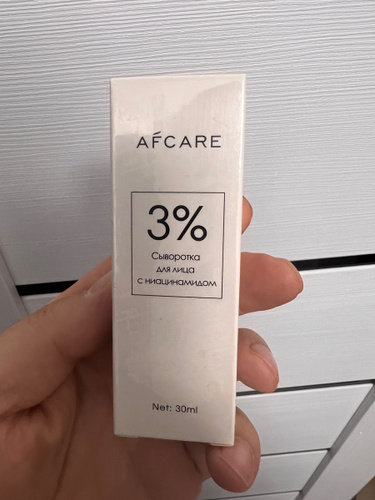 AFCARE
3%
Сыворотка
для лица
с ниацинамидом
Net: 30ml